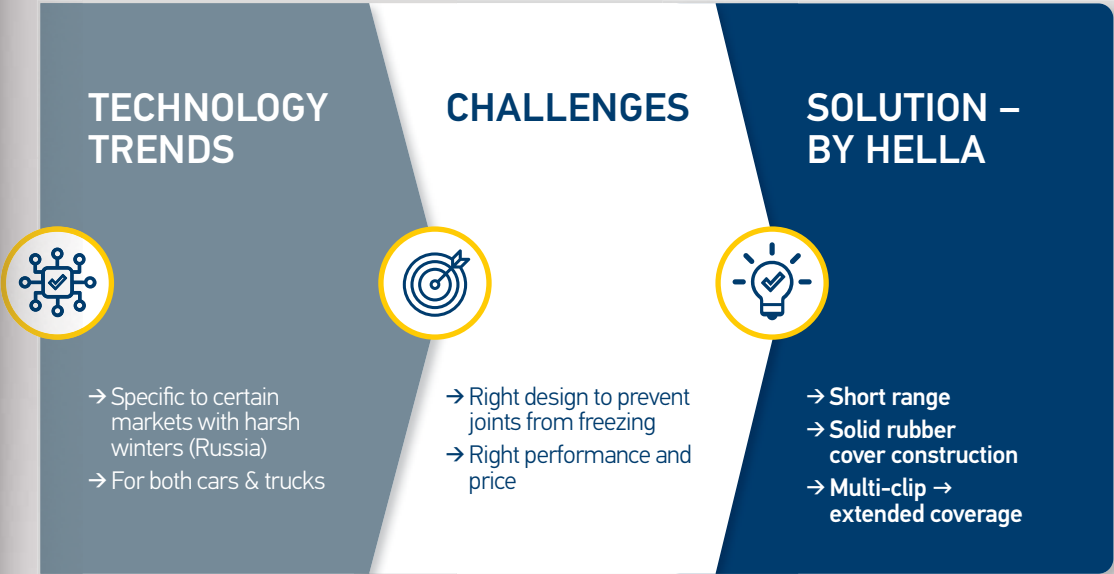 TECHNOLOGY
TRENDS
→ Specific to certain
markets with harsh
winters (Russia)
→ For both cars & trucks
CHALLENGES
→ Right design to prevent
joints from freezing
→ Right performance and
price
SOLUTION –
BY HELLA
→ Short range
→ Solid rubber
cover construction
→ Multi-clip →
extended coverage